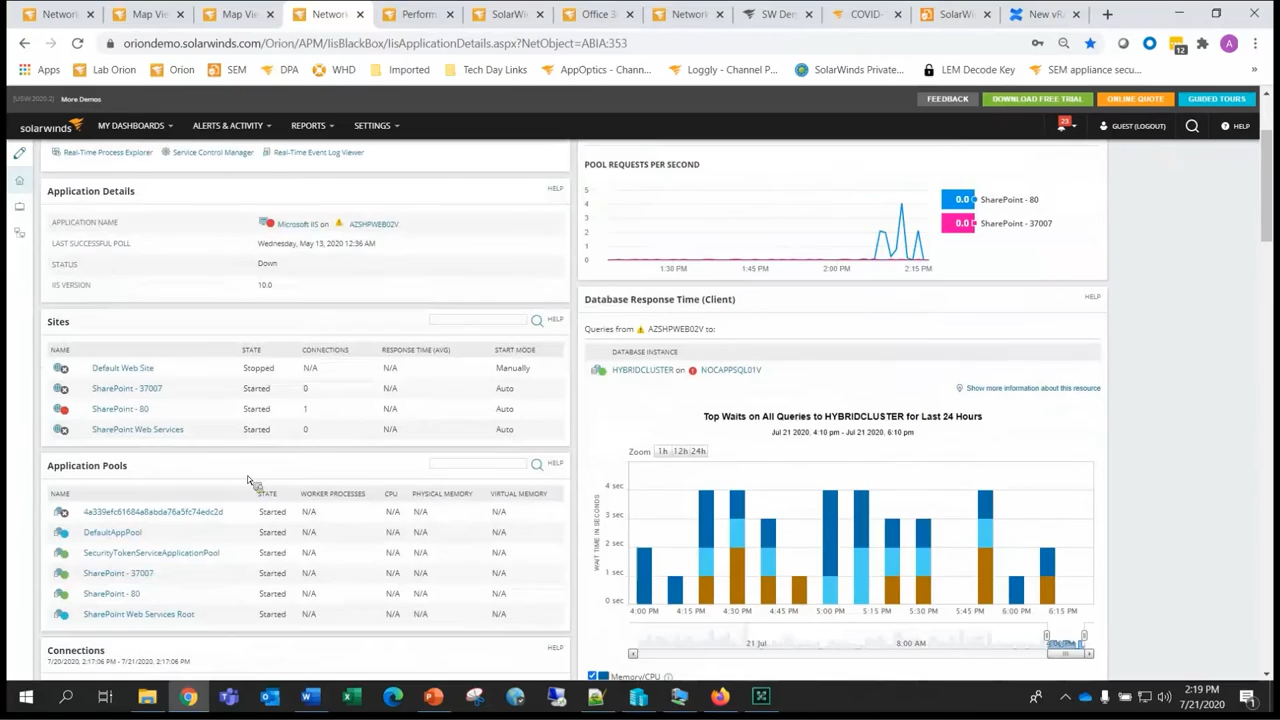 Network
Map Vie
Map Vie
Network
Perform
SolarWi
Office 3
Network
SW De
COVID-
SolarWi
New vR
oriondemo.solarwinds.com/Orion/APM/IisBlackBox/IisApplicationDetails.aspx?NetObject=ABIA:353
12
A
Apps
Lab Orion
Orion
SEM
DPA
WHD
Imported
Tech Day Links
AppOptics - Chann...
Loggly - Channel P...
SolarWinds Private...
LEM Decode Key
SEM appliance secu...
»
[USW.2020.2] More Demos
FEEDBACK
DOWNLOAD FREE TRIAL
ONLINE QUOTE
GUIDED TOURS
solarwinds
MY DASHBOARDS
ALERTS & ACTIVITY
REPORTS
SETTINGS
23
GUEST (LOGOUT)
? HELP
Real-Time Process Explorer
Service Control Manager
Real-Time Event Log Viewer
Application Details
HELP
APPLICATION NAME Microsoft IIS on AZSHPWEB02V
LAST SUCCESSFUL POLL Wednesday, May 13, 2020 12:36 AM
STATUS Down
IIS VERSION 10.0
Sites
HELP
NAME STATE CONNECTIONS RESPONSE TIME (AVG) START MODE
Default Web Site Stopped N/A N/A Manually
SharePoint - 37007 Started 0 N/A Auto
SharePoint - 80 Started 1 N/A Auto
SharePoint Web Services Started 0 N/A Auto
Application Pools
HELP
NAME STATE WORKER PROCESSES CPU PHYSICAL MEMORY VIRTUAL MEMORY
4a339efc61684a8abda76a5fc74edc2d Started N/A N/A N/A N/A
DefaultAppPool Started N/A N/A N/A N/A
SecurityTokenServiceApplicationPool Started N/A N/A N/A N/A
SharePoint - 37007 Started N/A N/A N/A N/A
SharePoint - 80 Started N/A N/A N/A N/A
SharePoint Web Services Root Started N/A N/A N/A N/A
Connections
HELP
7/20/2020, 2:17:06 PM - 7/21/2020, 2:17:06 PM
POOL REQUESTS PER SECOND
5
4
3
2
1
0
1:30 PM 1:45 PM 2:00 PM 2:15 PM
0.0 SharePoint - 80
0.0 SharePoint - 37007
Database Response Time (Client)
HELP
Queries from AZSHPWEB02V to:
DATABASE INSTANCE
HYBRIDCLUSTER on NOCAPPSQL01V
Show more information about this resource
Top Waits on All Queries to HYBRIDCLUSTER for Last 24 Hours
Jul 21 2020, 4:10 pm - Jul 21 2020, 6:10 pm
Zoom 1h 12h 24h
WAIT TIME IN SECONDS
4 sec
3 sec
2 sec
1 sec
0 sec
4:00 PM 4:15 PM 4:30 PM 4:45 PM 5:00 PM 5:15 PM 5:30 PM 5:45 PM 6:00 PM 6:15 PM
21 Jul 8:00 AM
Memory/CPU
2:19 PM
7/21/2020
1